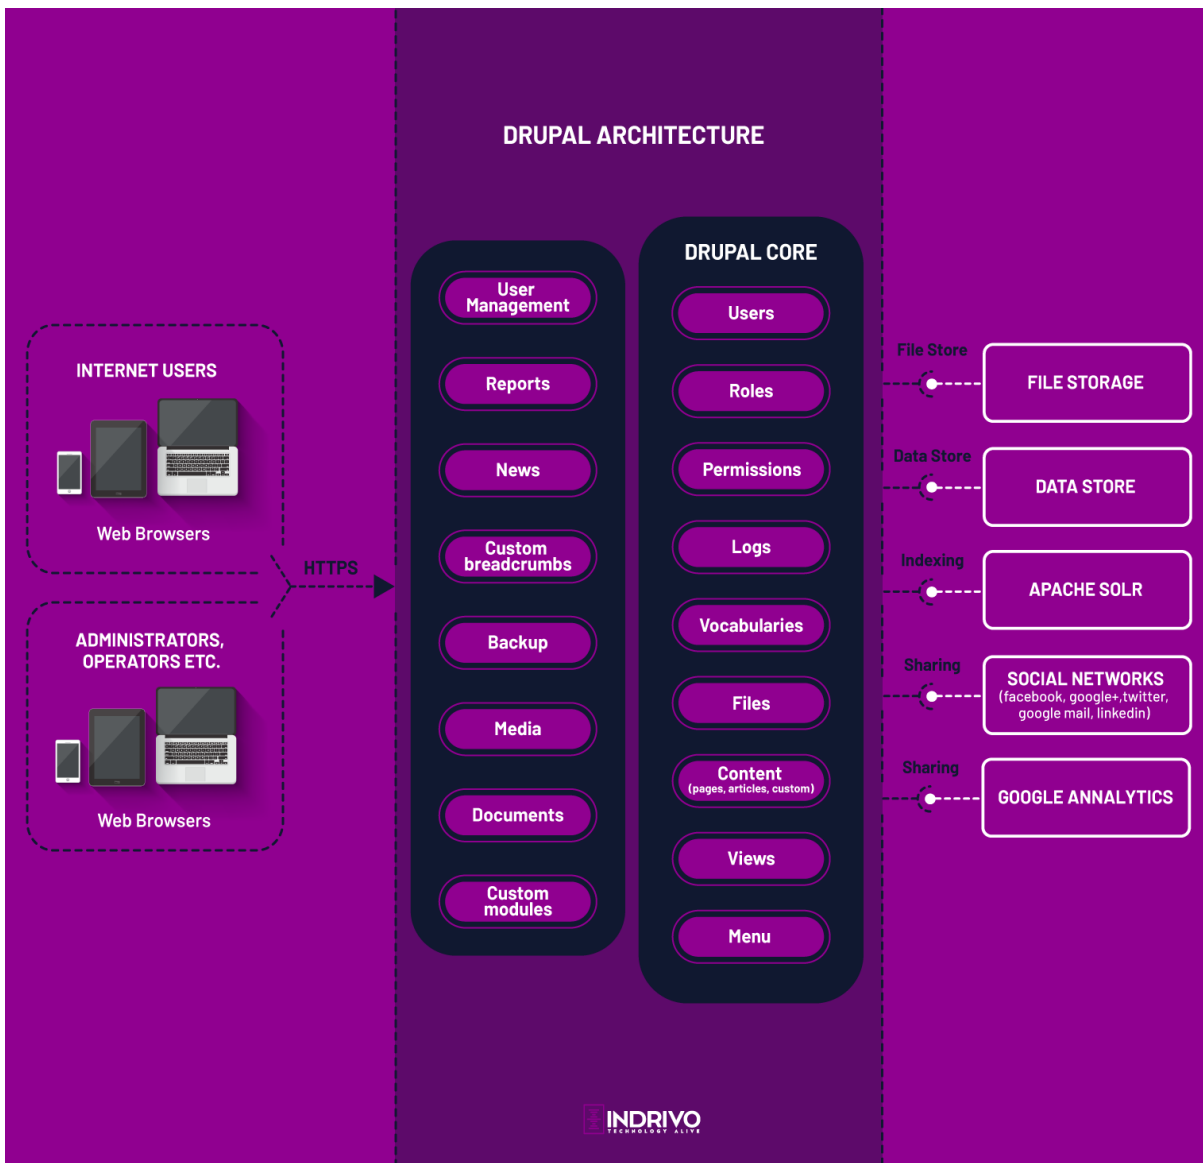 DRUPAL ARCHITECTURE
INTERNET USERS
Web Browsers
ADMINISTRATORS,
OPERATORS ETC.
Web Browsers
HTTPS
User
Management
Reports
News
Custom
breadcrumbs
Backup
Media
Documents
Custom
modules
DRUPAL CORE
Users
Roles
Permissions
Logs
Vocabularies
Files
Content
(pages, articles, custom)
Views
Menu
File Store
FILE STORAGE
Data Store
DATA STORE
Indexing
APACHE SOLR
Sharing
SOCIAL NETWORKS
(facebook, google+,twitter,
google mail, linkedin)
Sharing
GOOGLE ANNALYTICS
INDRIVO
TECHNOLOGY ALIVE